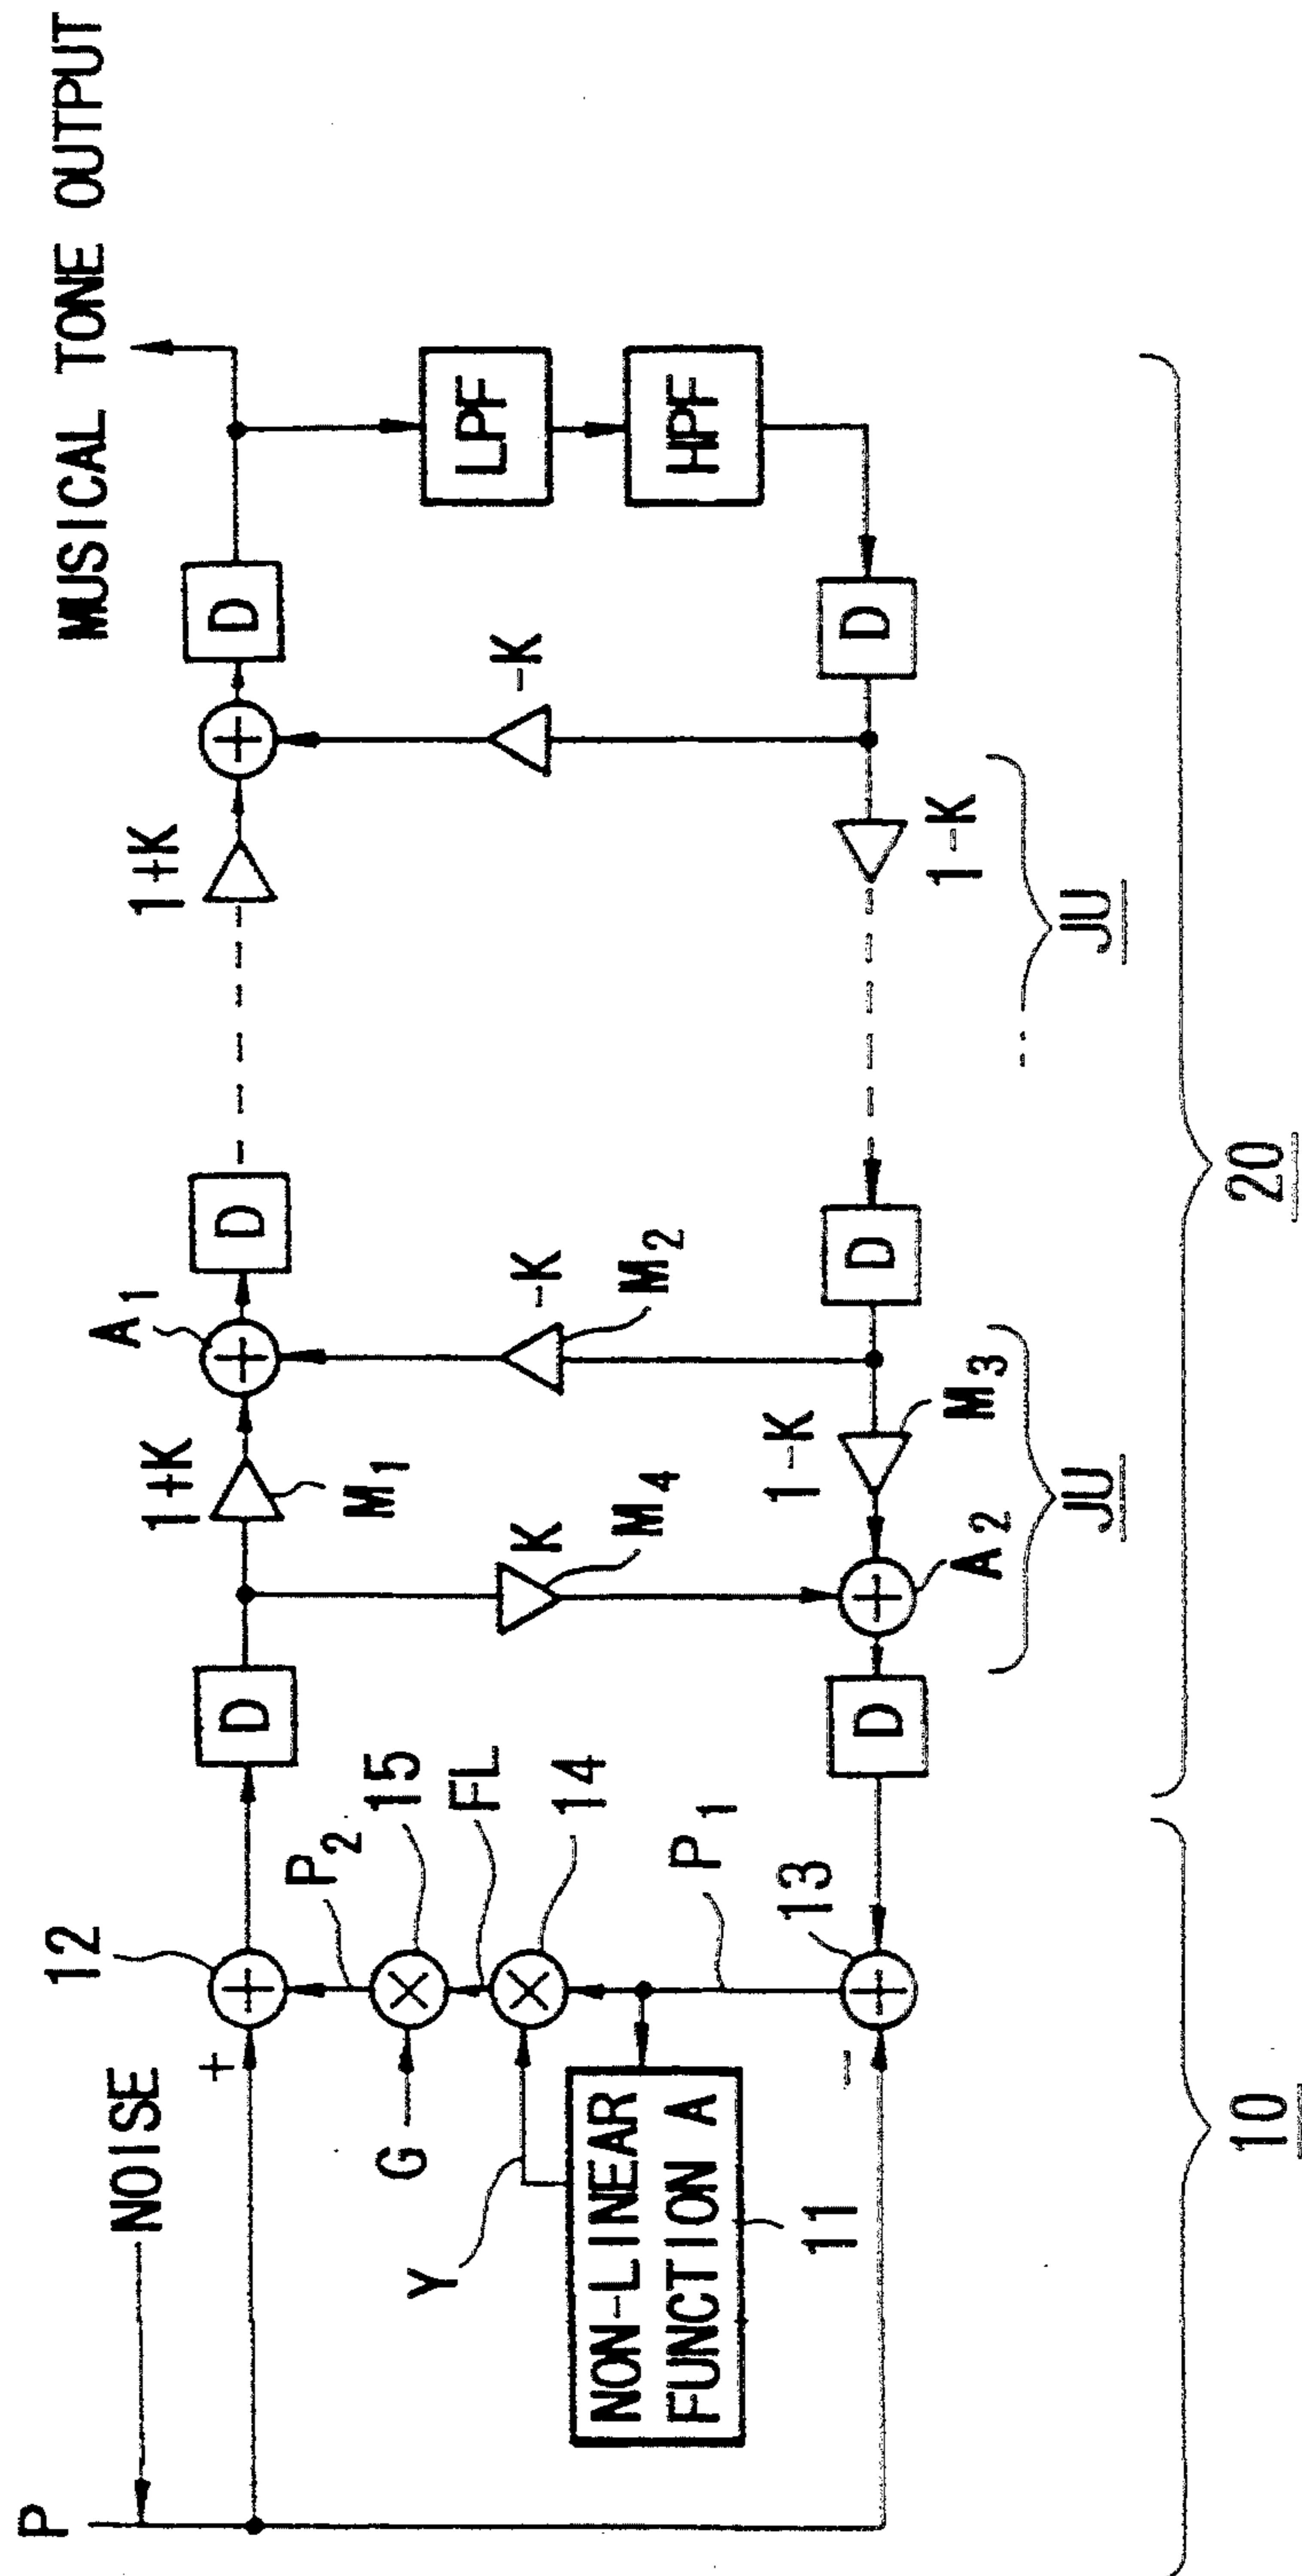 MUSICAL TONE OUTPUT
P
NOISE
12
+
+
P2
15
×
G
FL
14
×
Y
NON-LINEAR
FUNCTION A
11
P1
13
+
-
10
D
1+K
M1
A1
+
D
1+K
+
D
K
M4
-K
M2
-K
LPF
HPF
D
A2
+
1-K
M3
D
1-K
D
JU
JU
20